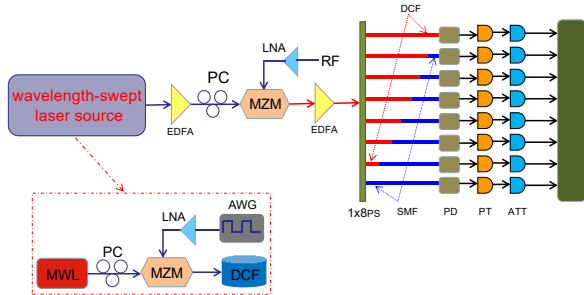 DCF
LNA
RF
PC
wavelength-swept
laser source
MZM
EDFA
EDFA
1x8PS
SMF
PD
PT
ATT
AWG
LNA
PC
MWL
MZM
DCF